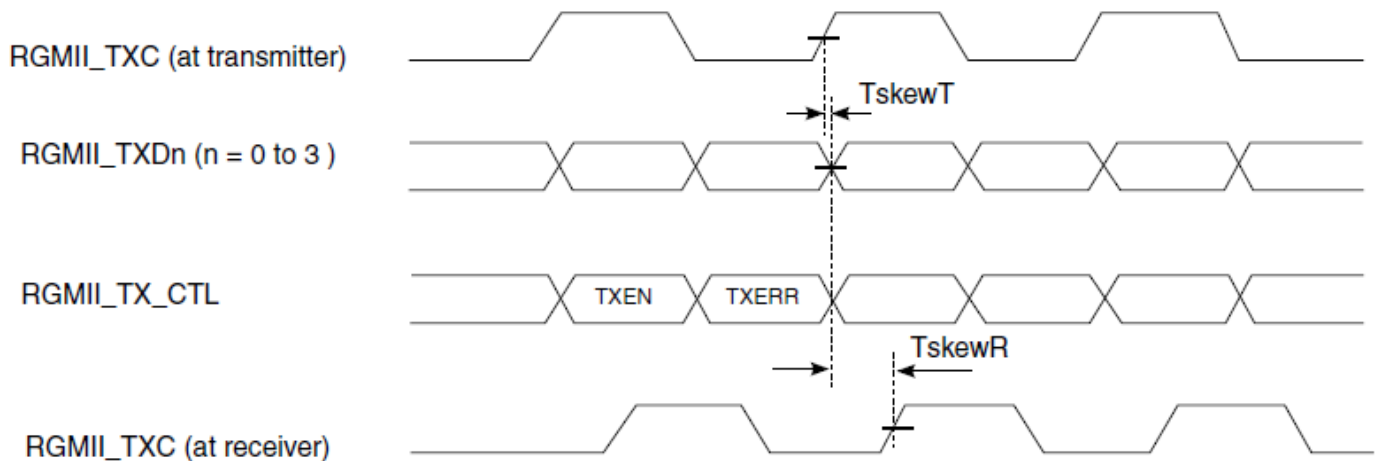 RGMII_TXC (at transmitter)
TskewT
RGMII_TXDn (n = 0 to 3 )
RGMII_TX_CTL
TXEN
TXERR
TskewR
RGMII_TXC (at receiver)